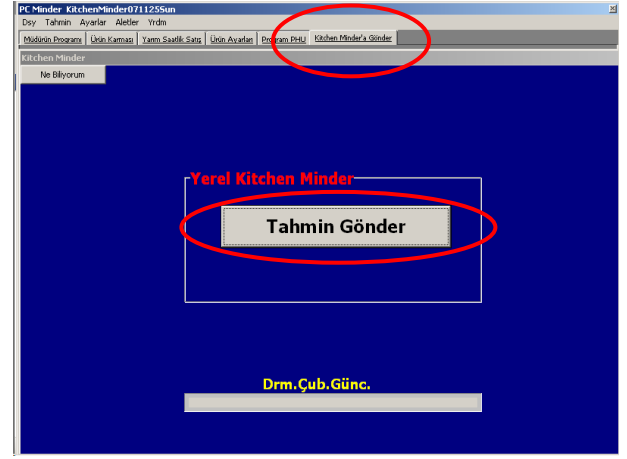 PC Minder KitchenMinder071125Sun
Dsy Tahmin Ayarlar Aletler Yrdm
Müdürün Programı Ürün Karması Yarım Saatlik Satış Ürün Ayarları Program PHU Kitchen Minder'a Gönder
Kitchen Minder
Ne Biliyorum
Yerel Kitchen Minder
Tahmin Gönder
Drm.Çub.Günc.